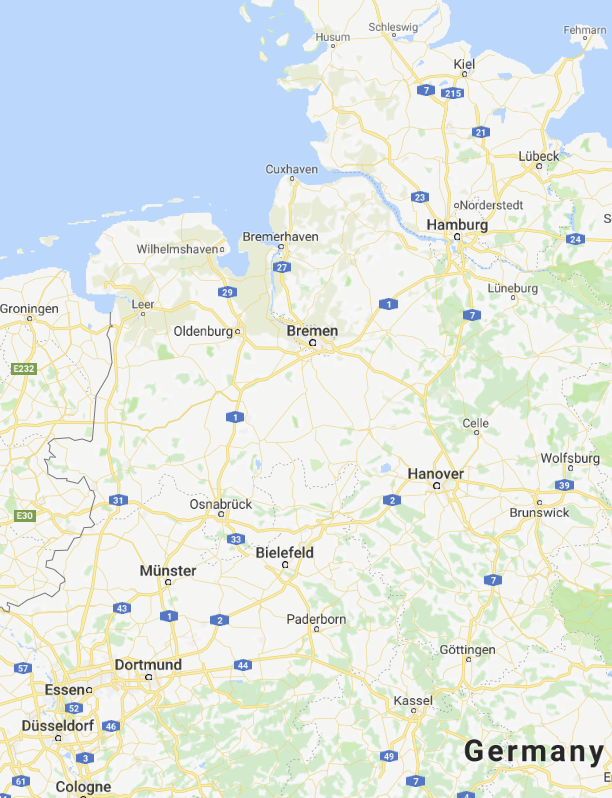 Schleswig
Fehmarn
Husum
Kiel
7
215
21
Lübeck
Cuxhaven
23
Norderstedt
Hamburg
S
24
Bremerhaven
Wilhelmshaven
27
29
Lüneburg
Groningen
Leer
1
7
Oldenburg
Bremen
E232
1
Celle
Wolfsburg
Hanover
39
31
2
Osnabrück
Brunswick
E30
33
Bielefeld
Münster
7
43
1
2
Paderborn
Göttingen
Dortmund
44
57
Essen
52
Kassel
Düsseldorf
46
Germany
3
49
E
61
7
4
Cologne